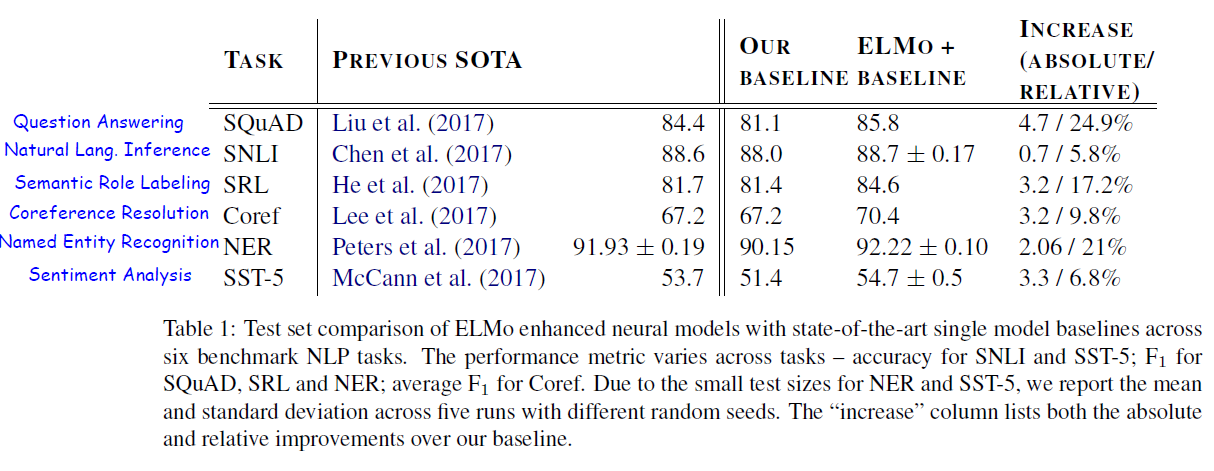 TASK PREVIOUS SOTA OUR BASELINE ELMO + BASELINE INCREASE (ABSOLUTE/ RELATIVE)
Question Answering SQuAD Liu et al. (2017) 84.4 81.1 85.8 4.7 / 24.9%
Natural Lang. Inference SNLI Chen et al. (2017) 88.6 88.0 88.7 ± 0.17 0.7 / 5.8%
Semantic Role Labeling SRL He et al. (2017) 81.7 81.4 84.6 3.2 / 17.2%
Coreference Resolution Coref Lee et al. (2017) 67.2 67.2 70.4 3.2 / 9.8%
Named Entity Recognition NER Peters et al. (2017) 91.93 ± 0.19 90.15 92.22 ± 0.10 2.06 / 21%
Sentiment Analysis SST-5 McCann et al. (2017) 53.7 51.4 54.7 ± 0.5 3.3 / 6.8%
Table 1: Test set comparison of ELMo enhanced neural models with state-of-the-art single model baselines across
six benchmark NLP tasks. The performance metric varies across tasks – accuracy for SNLI and SST-5; F1 for
SQuAD, SRL and NER; average F1 for Coref. Due to the small test sizes for NER and SST-5, we report the mean
and standard deviation across five runs with different random seeds. The “increase” column lists both the absolute
and relative improvements over our baseline.